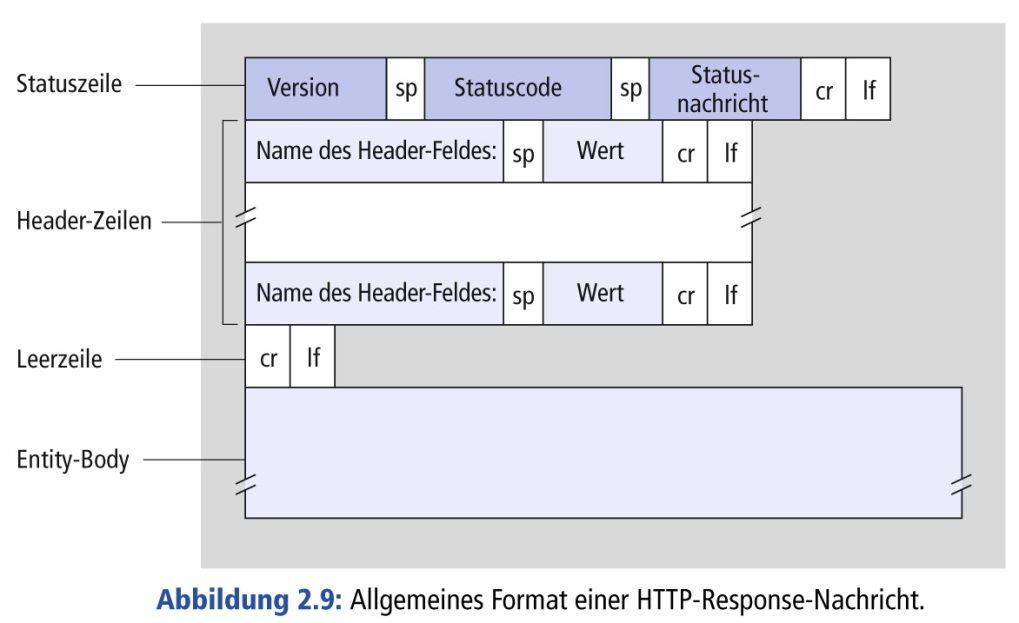 Statuszeile
Version sp Statuscode sp Status-
nachricht cr lf
Name des Header-Feldes: sp Wert cr lf
Header-Zeilen
Name des Header-Feldes: sp Wert cr lf
Leerzeile
cr lf
Entity-Body
Abbildung 2.9: Allgemeines Format einer HTTP-Response-Nachricht.